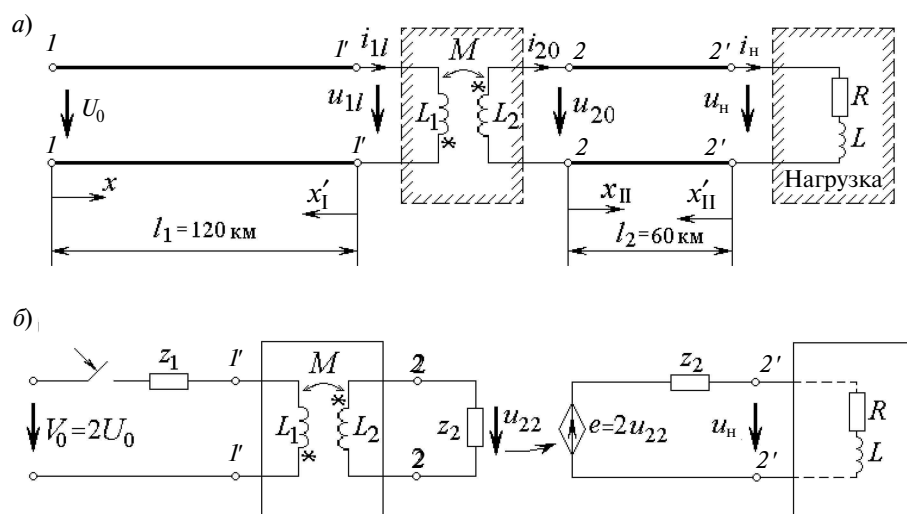 а)
1 1' i1l M i20 2 2' iн
U0 u1l L1 * * L2 u20 uн R L
1 1' 2 2' Нагрузка
x x'I xII x'II
l1 = 120 км l2 = 60 км
б)
z1 1' M 2 z2 2'
V0 = 2U0 L1 * * L2 z2 u22 e = 2u22 uн R L
1' 2 2'